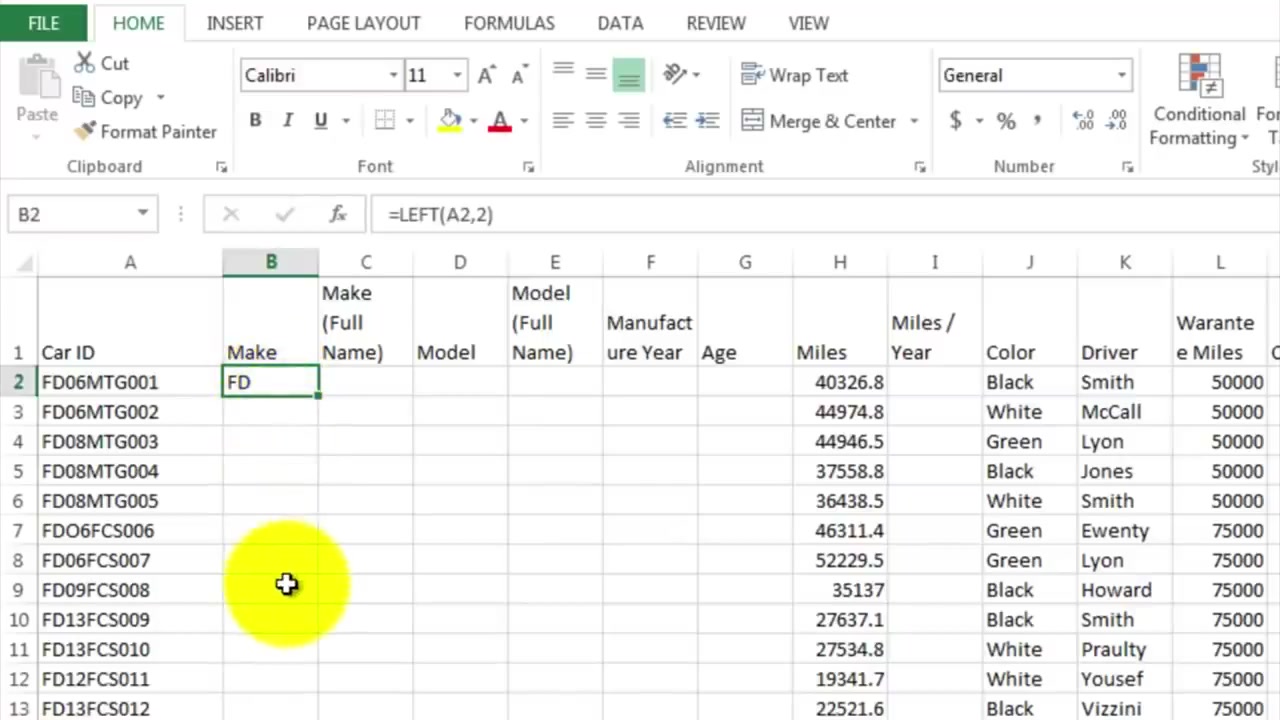 FILE HOME INSERT PAGE LAYOUT FORMULAS DATA REVIEW VIEW
Paste Cut Copy Format Painter
Clipboard
Calibri 11 A A
B I U A
Font
Wrap Text
Merge & Center
Alignment
General
$ % ,
Number
Conditional
Formatting
B2 fx =LEFT(A2,2)
A B C D E F G H I J K L
1 Car ID Make Make (Full Name) Model Model (Full Name) Manufact ure Year Age Miles Miles / Year Color Driver Warante e Miles
2 FD06MTG001 FD 40326.8 Black Smith 50000
3 FD06MTG002 44974.8 White McCall 50000
4 FD08MTG003 44946.5 Green Lyon 50000
5 FD08MTG004 37558.8 Black Jones 50000
6 FD08MTG005 36438.5 White Smith 50000
7 FDO6FCS006 46311.4 Green Ewenty 75000
8 FD06FCS007 52229.5 Green Lyon 75000
9 FD09FCS008 35137 Black Howard 75000
10 FD13FCS009 27637.1 Black Smith 75000
11 FD13FCS010 27534.8 White Praulty 75000
12 FD12FCS011 19341.7 White Yousef 75000
13 FD13FCS012 22521.6 Black Vizzini 75000